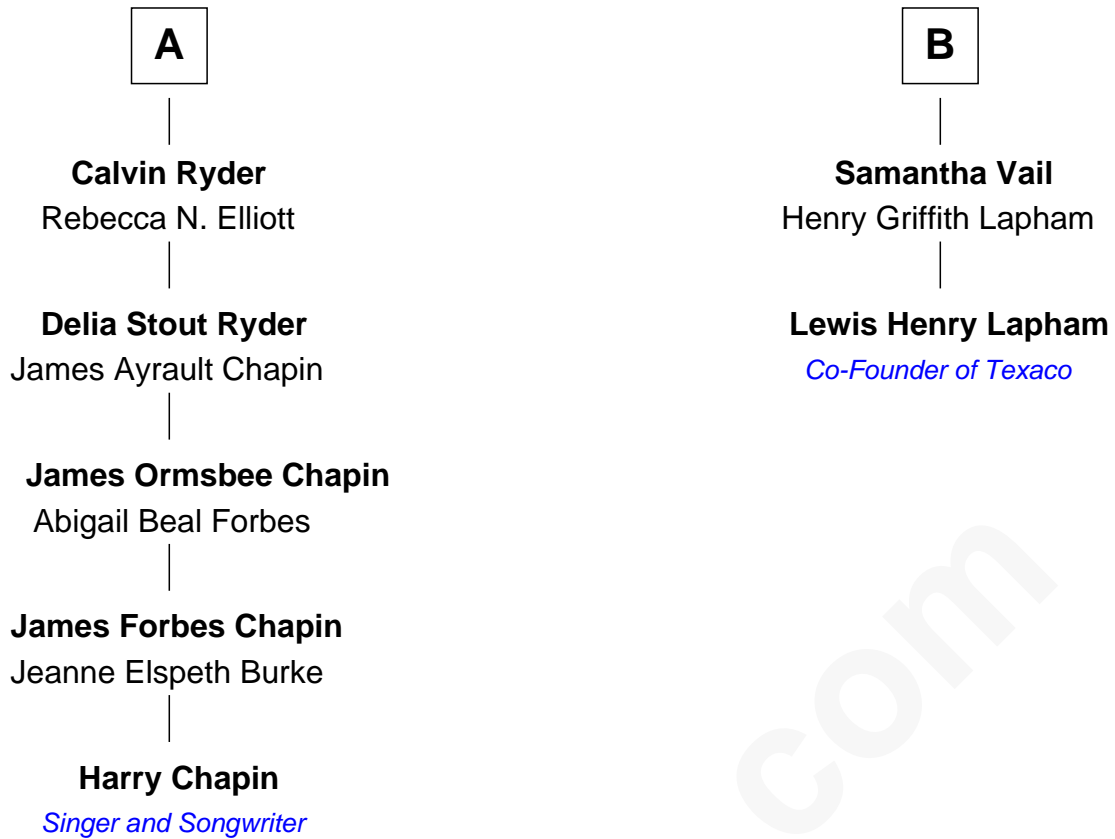 A
Calvin Ryder
Rebecca N. Elliott
Delia Stout Ryder
James Ayrault Chapin
James Ormsbee Chapin
Abigail Beal Forbes
James Forbes Chapin
Jeanne Elspeth Burke
Harry Chapin
Singer and Songwriter
B
Samantha Vail
Henry Griffith Lapham
Lewis Henry Lapham
Co-Founder of Texaco
com